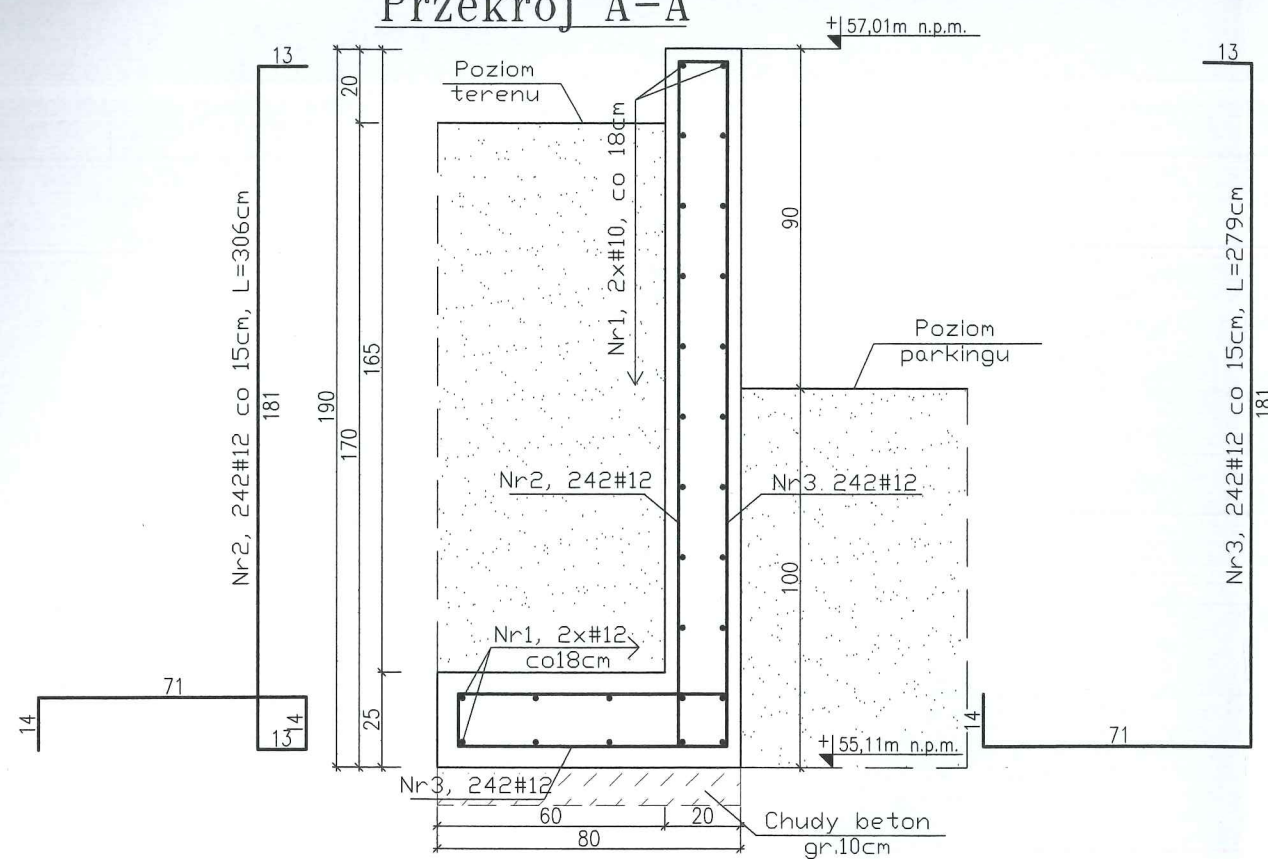 Przekrój A-A
+57,01m n.p.m.
13
20
Poziom
terenu
13
Nr1, 2x#10, co 18cm
90
Nr2, 242#12 co 15cm, L=306cm
181
190
170
165
Poziom
parkingu
Nr3, 242#12 co 15cm, L=279cm
181
Nr2, 242#12
Nr3. 242#12
100
Nr1, 2x#12
co18cm
71
14
14
13
25
+55,11m n.p.m.
14
71
Nr3, 242#12
60
20
80
Chudy beton
gr.10cm